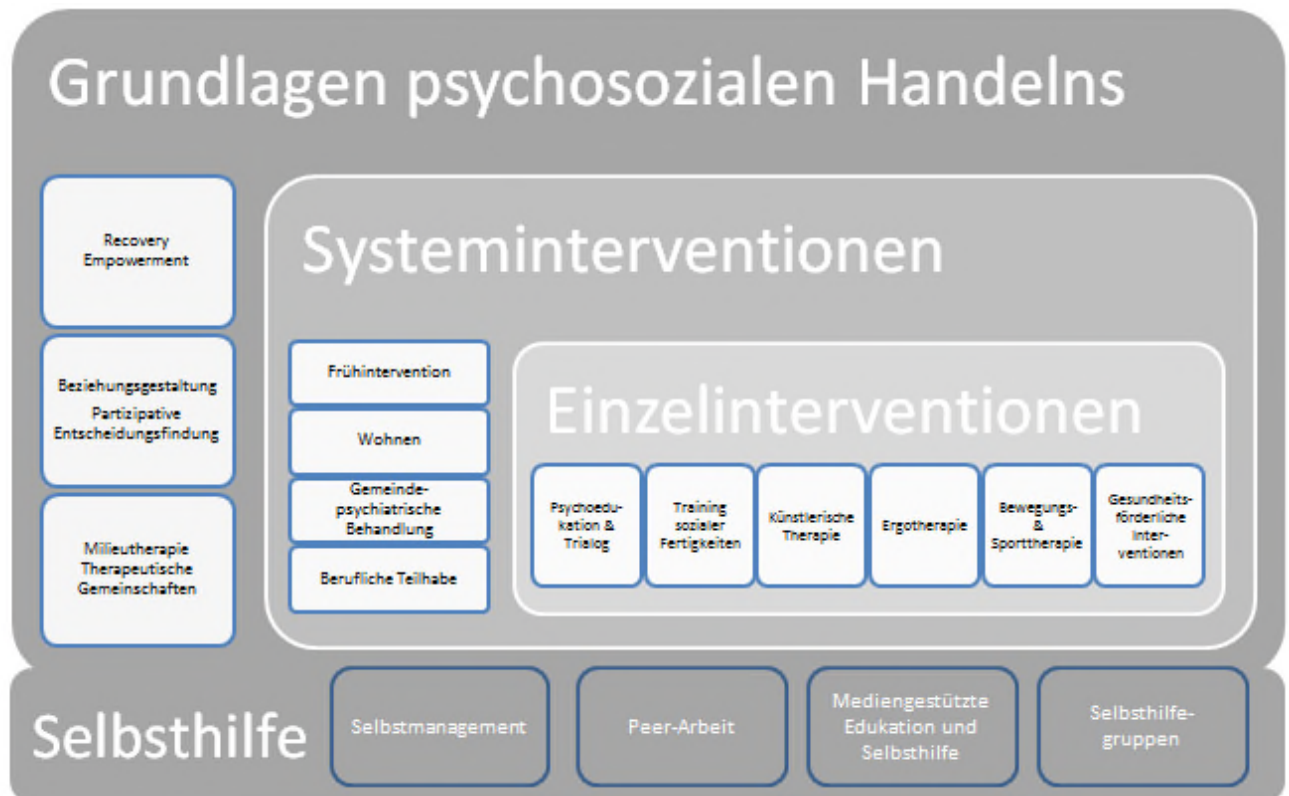 Grundlagen psychosozialen Handelns
Recovery
Empowerment
Beziehungsgestaltung
Partizipative
Entscheidungsfindung
Milieutherapie
Therapeutische
Gemeinschaften
Systeminterventionen
Frühintervention
Wohnen
Gemeinde-
psychiatrische
Behandlung
Berufliche Teilhabe
Einzelinterventionen
Psychoedu-
kation &
Trialog
Training
sozialer
Fertigkeiten
Künstlerische
Therapie
Ergotherapie
Bewegungs-
&
Sporttherapie
Gesundheits-
förderliche
Inter-
ventionen
Selbsthilfe
Selbstmanagement
Peer-Arbeit
Mediengestützte
Edukation und
Selbsthilfe
Selbsthilfe-
gruppen